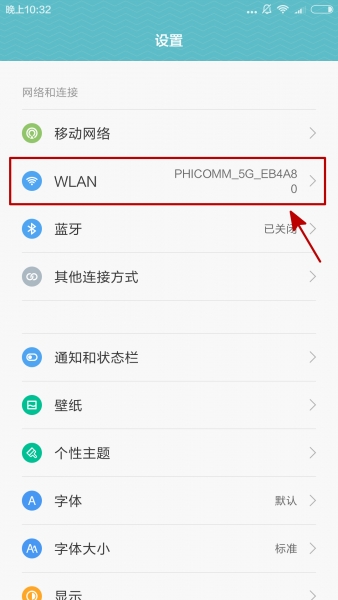 晚上10:32
设置
网络和连接
移动网络
WLAN
PHICOMM_5G_EB4A8
0
蓝牙
已关闭
其他连接方式
通知和状态栏
壁纸
个性主题
字体
默认
字体大小
标准
显示